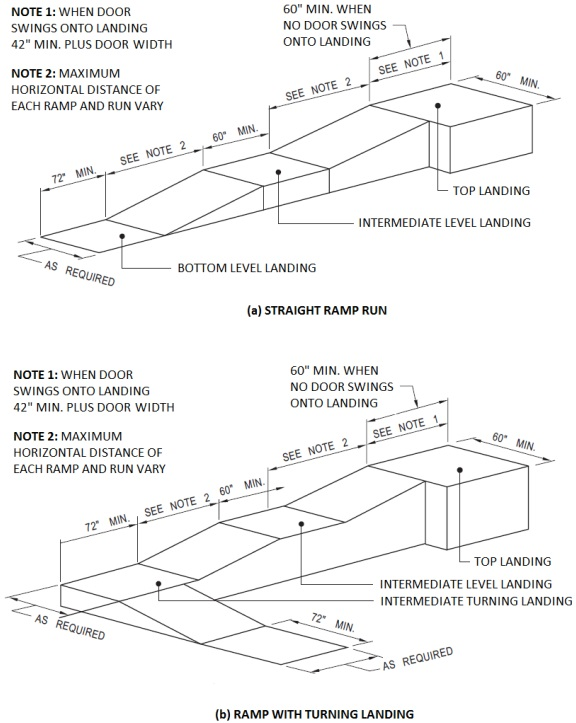 NOTE 1: WHEN DOOR
SWINGS ONTO LANDING
42" MIN. PLUS DOOR WIDTH
NOTE 2: MAXIMUM
HORIZONTAL DISTANCE OF
EACH RAMP AND RUN VARY
60" MIN. WHEN
NO DOOR SWINGS
ONTO LANDING
SEE NOTE 1
60" MIN.
SEE NOTE 2
60" MIN.
SEE NOTE 2
72" MIN.
TOP LANDING
INTERMEDIATE LEVEL LANDING
BOTTOM LEVEL LANDING
AS REQUIRED
(a) STRAIGHT RAMP RUN
NOTE 1: WHEN DOOR
SWINGS ONTO LANDING
42" MIN. PLUS DOOR WIDTH
NOTE 2: MAXIMUM
HORIZONTAL DISTANCE OF
EACH RAMP AND RUN VARY
60" MIN. WHEN
NO DOOR SWINGS
ONTO LANDING
SEE NOTE 1
60" MIN.
SEE NOTE 2
60" MIN.
SEE NOTE 2
72" MIN.
TOP LANDING
INTERMEDIATE LEVEL LANDING
INTERMEDIATE TURNING LANDING
AS REQUIRED
72" MIN.
AS REQUIRED
(b) RAMP WITH TURNING LANDING